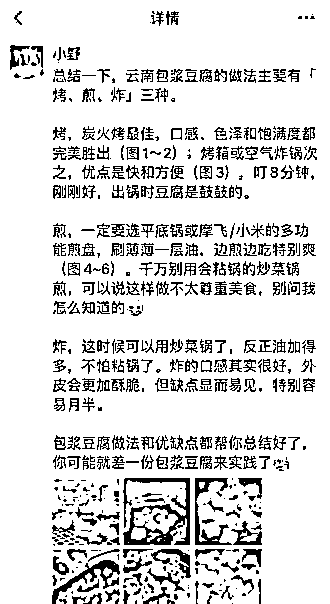 详情
小野
总结一下，云南包浆豆腐的做法主要有「
烤、煎、炸」三种。
烤，炭火烤最佳，口感、色泽和饱满度都
完美胜出（图1～2）；烤箱或空气炸锅次
之，优点是快和方便（图3），叮8分钟，
刚刚好，出锅时豆腐是鼓鼓的。
煎，一定要选平底锅或摩飞/小米的多功
能煎盘，刷薄薄一层油，边煎边吃特别爽
（图4~6）。千万别用会粘锅的炒菜锅
煎，可以说这样做不太尊重美食，别问我
怎么知道的
炸，这时候可以用炒菜锅了，反正油加得
多，不怕粘锅了。炸的口感其实很好，外
皮会更加酥脆，但缺点显而易见，特别容
易月半。
包浆豆腐做法和优缺点都帮你总结好了，
你可能就差一份包浆豆腐来实践了